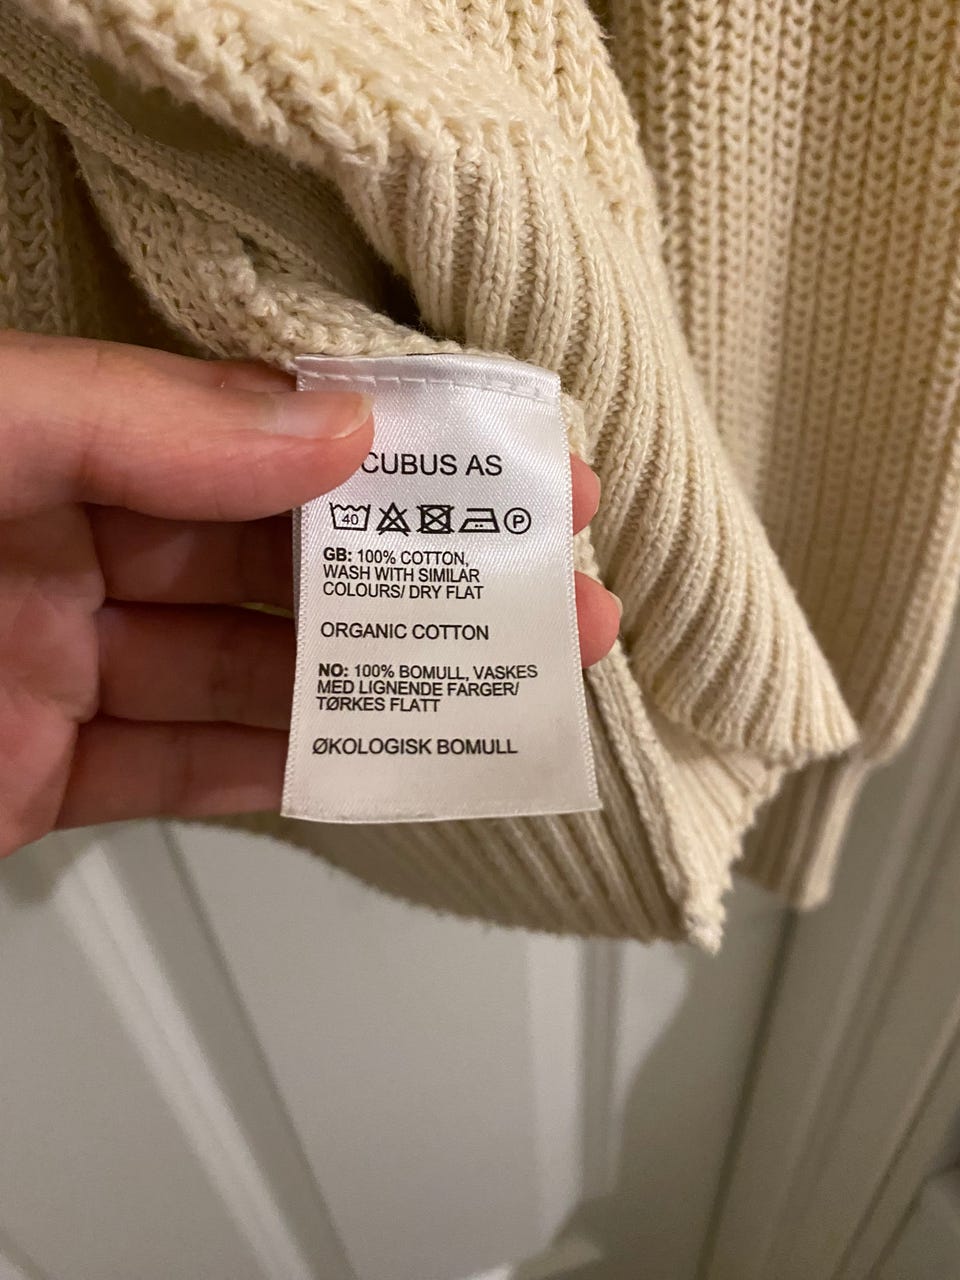 CUBUS AS
40 P
GB: 100% COTTON,
WASH WITH SIMILAR
COLOURS/ DRY FLAT
ORGANIC COTTON
NO: 100% BOMULL, VASKES
MED LIGNENDE FARGER/
TØRKES FLATT
ØKOLOGISK BOMULL